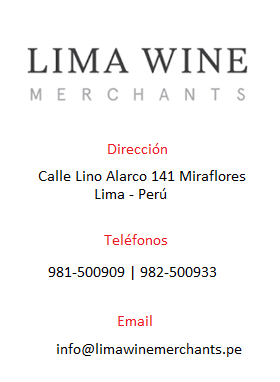 LIMA WINE
MERCHANTS
Dirección
Calle Lino Alarco 141 Miraflores
Lima - Perú
Teléfonos
981-500909 | 982-500933
Email
info@limawinemerchants.pe